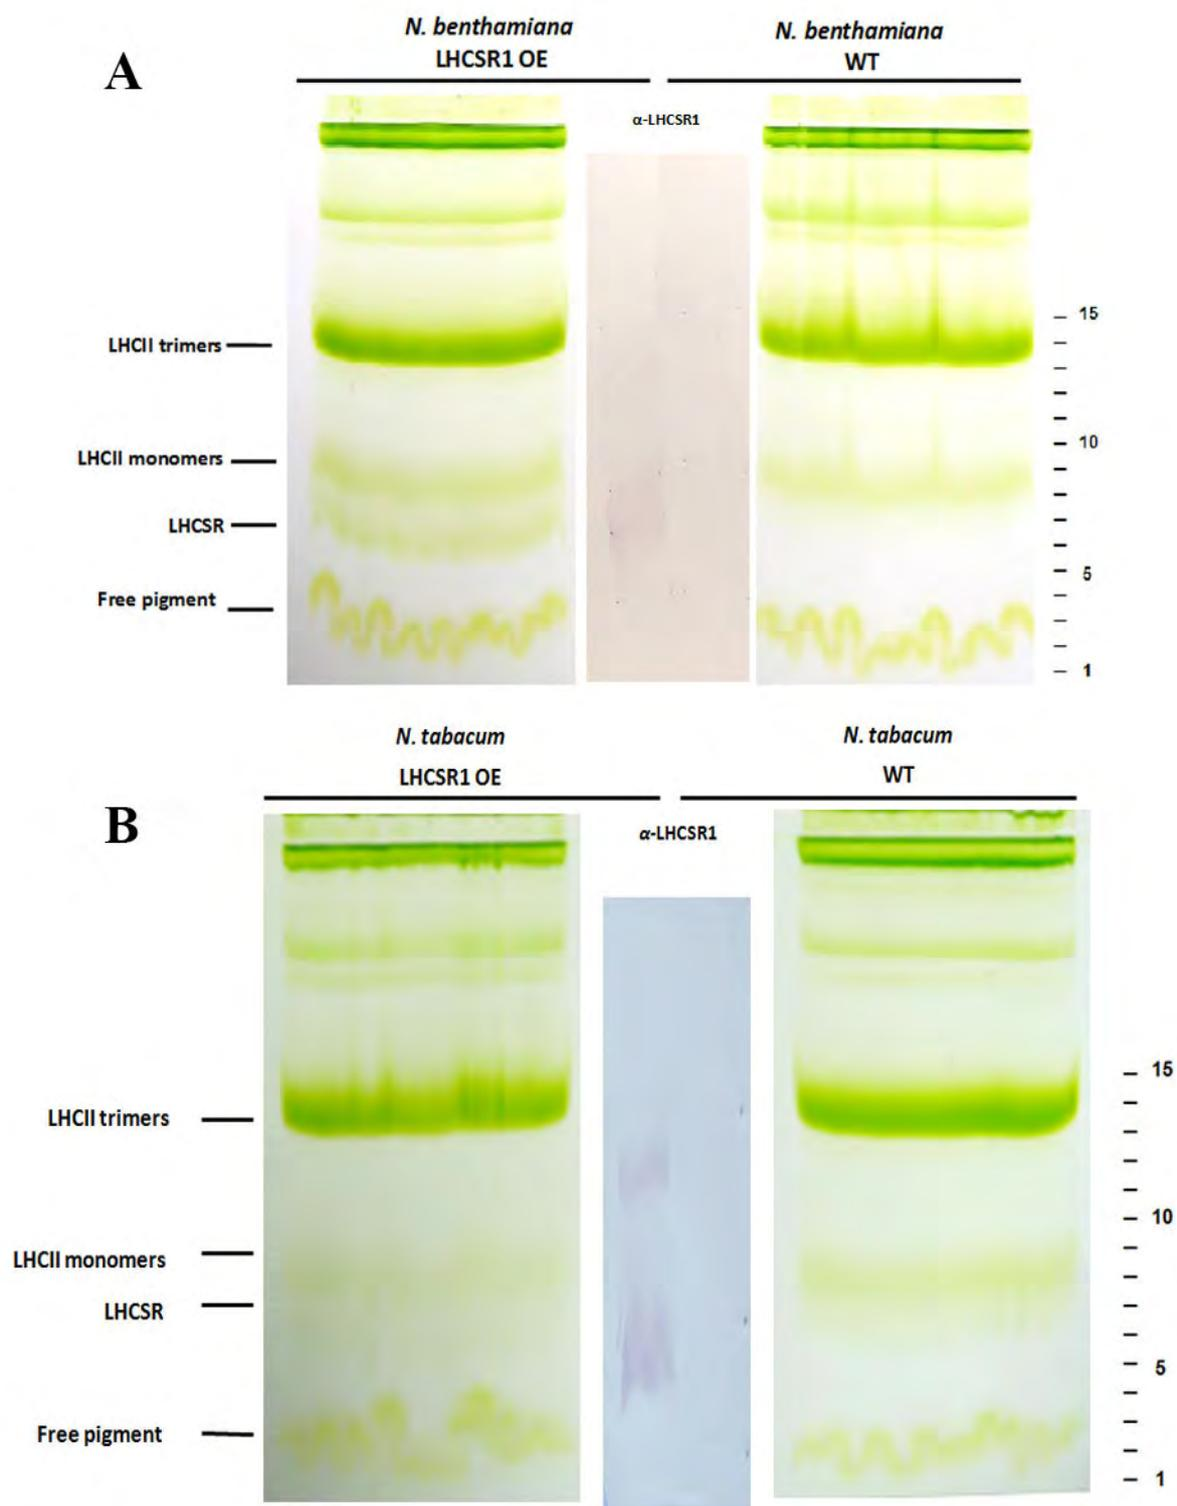 A
N. benthamiana
LHCSR1 OE
N. benthamiana
WT
α-LHCSR1
LHCII trimers
LHCII monomers
LHCSR
Free pigment
15
10
5
1
B
N. tabacum
LHCSR1 OE
N. tabacum
WT
α-LHCSR1
LHCII trimers
LHCII monomers
LHCSR
Free pigment
15
10
5
1